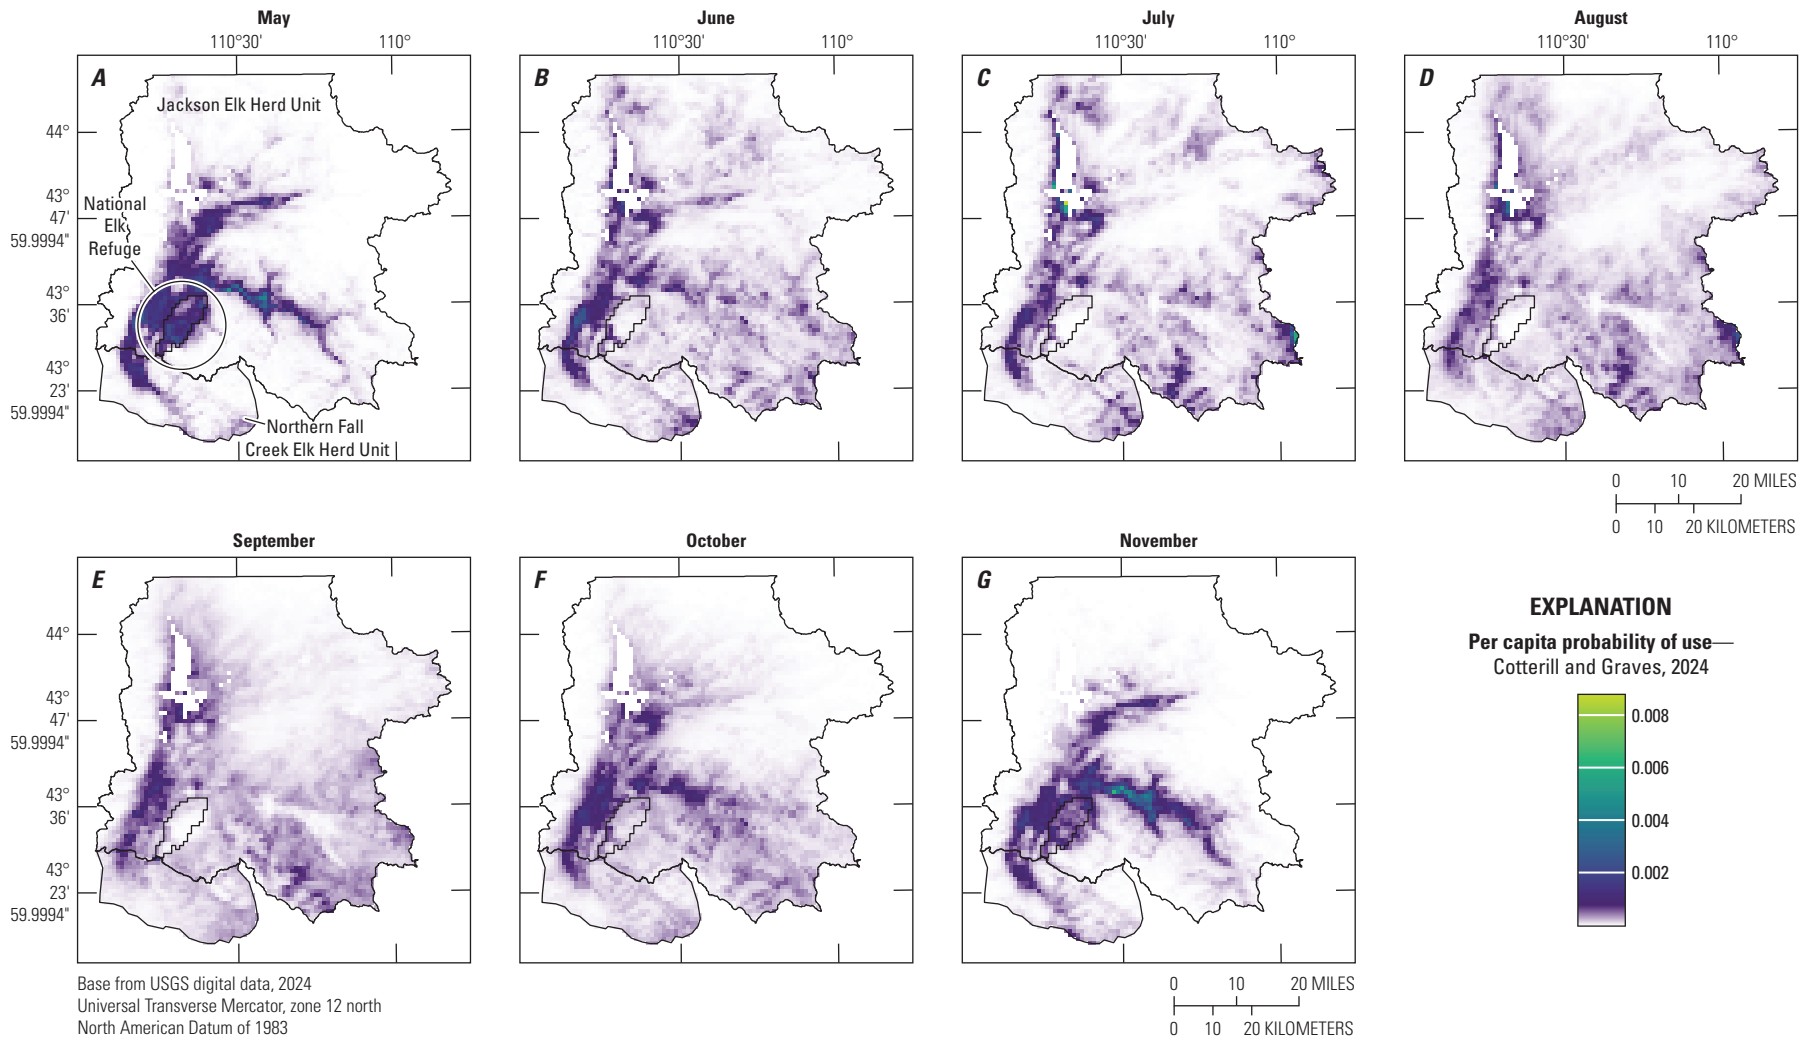 May
June
July
August
110°30'
110°
110°30'
110°
110°30'
110°
110°30'
110°
A
B
C
D
Jackson Elk Herd Unit
44°
43°
47'
59.9994"
National
Elk
Refuge
43°
36'
43°
23'
59.9994"
Northern Fall
Creek Elk Herd Unit
0 10 20 MILES
0 10 20 KILOMETERS
September
October
November
E
F
G
44°
43°
47'
59.9994"
43°
36'
43°
23'
59.9994"
EXPLANATION
Per capita probability of use—
Cotterill and Graves, 2024
0.008
0.006
0.004
0.002
Base from USGS digital data, 2024
Universal Transverse Mercator, zone 12 north
North American Datum of 1983
0 10 20 MILES
0 10 20 KILOMETERS